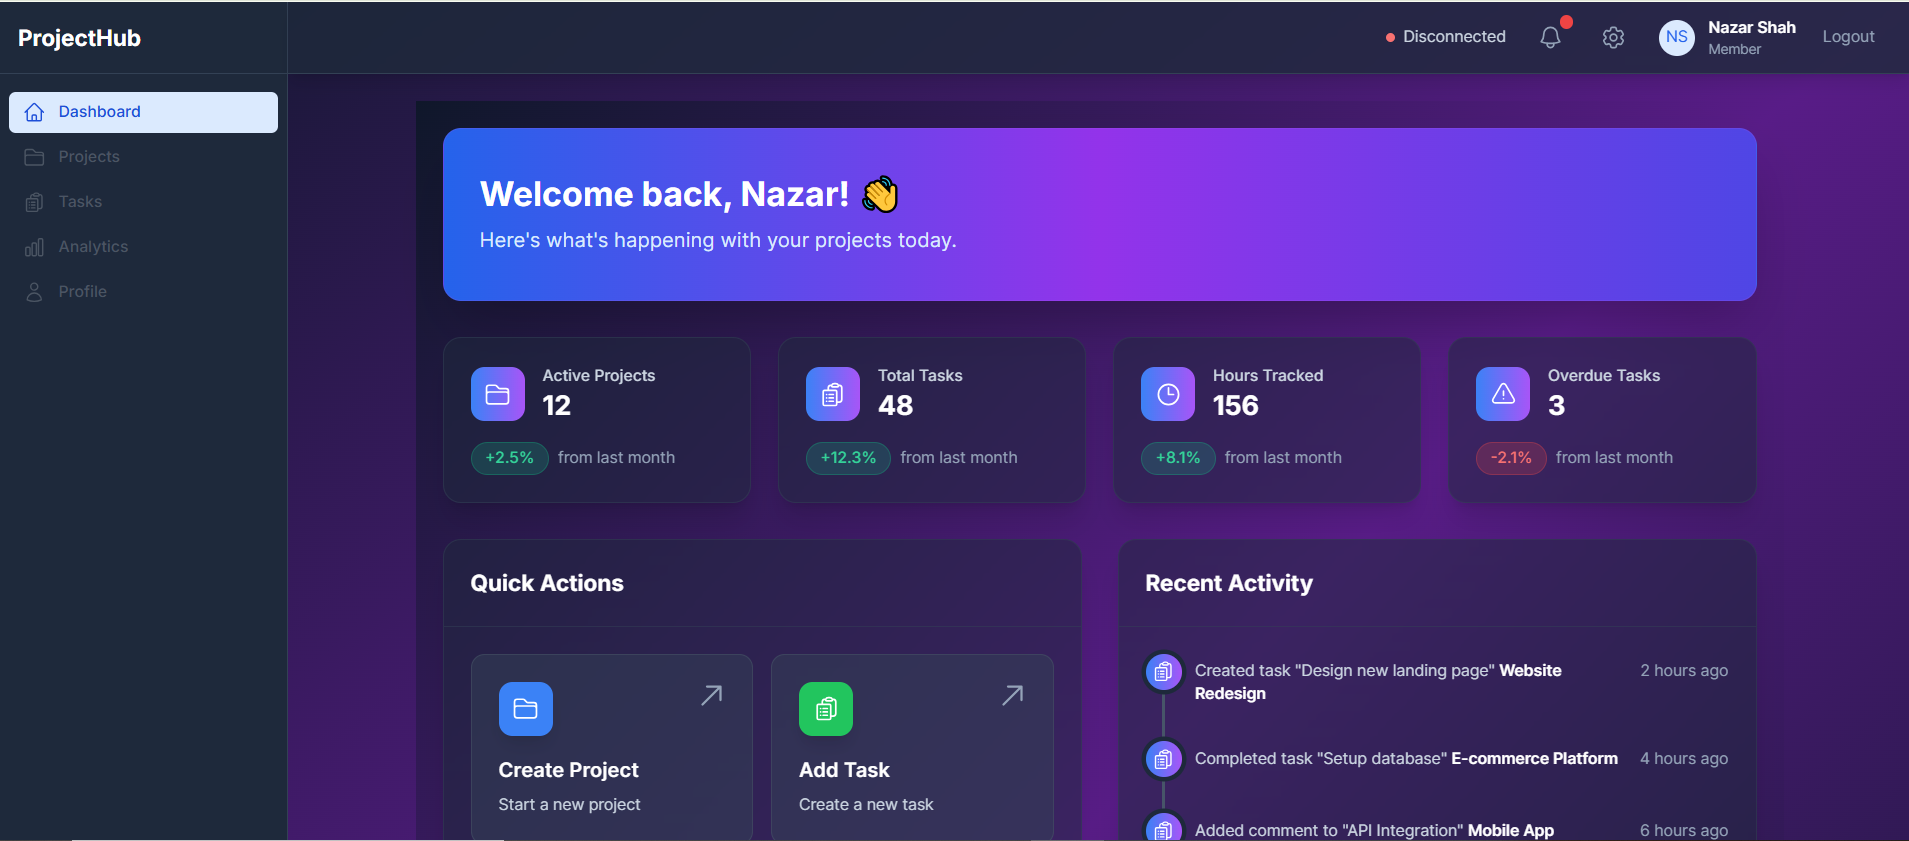 ProjectHub
Disconnected
NS
Nazar Shah
Member
Logout
Dashboard
Projects
Tasks
Analytics
Profile
Welcome back, Nazar! 👋
Here's what's happening with your projects today.
Active Projects
12
+2.5% from last month
Total Tasks
48
+12.3% from last month
Hours Tracked
156
+8.1% from last month
Overdue Tasks
3
-2.1% from last month
Quick Actions
Create Project
Start a new project
Add Task
Create a new task
Recent Activity
Created task "Design new landing page" Website
Redesign
2 hours ago
Completed task "Setup database" E-commerce Platform
4 hours ago
Added comment to "API Integration" Mobile App
6 hours ago